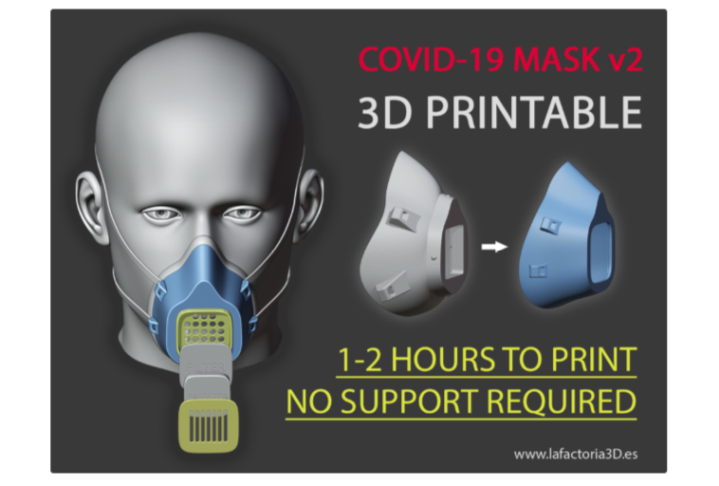 COVID-19 MASK v2
3D PRINTABLE
1-2 HOURS TO PRINT
NO SUPPORT REQUIRED
www.lafactoria3D.es